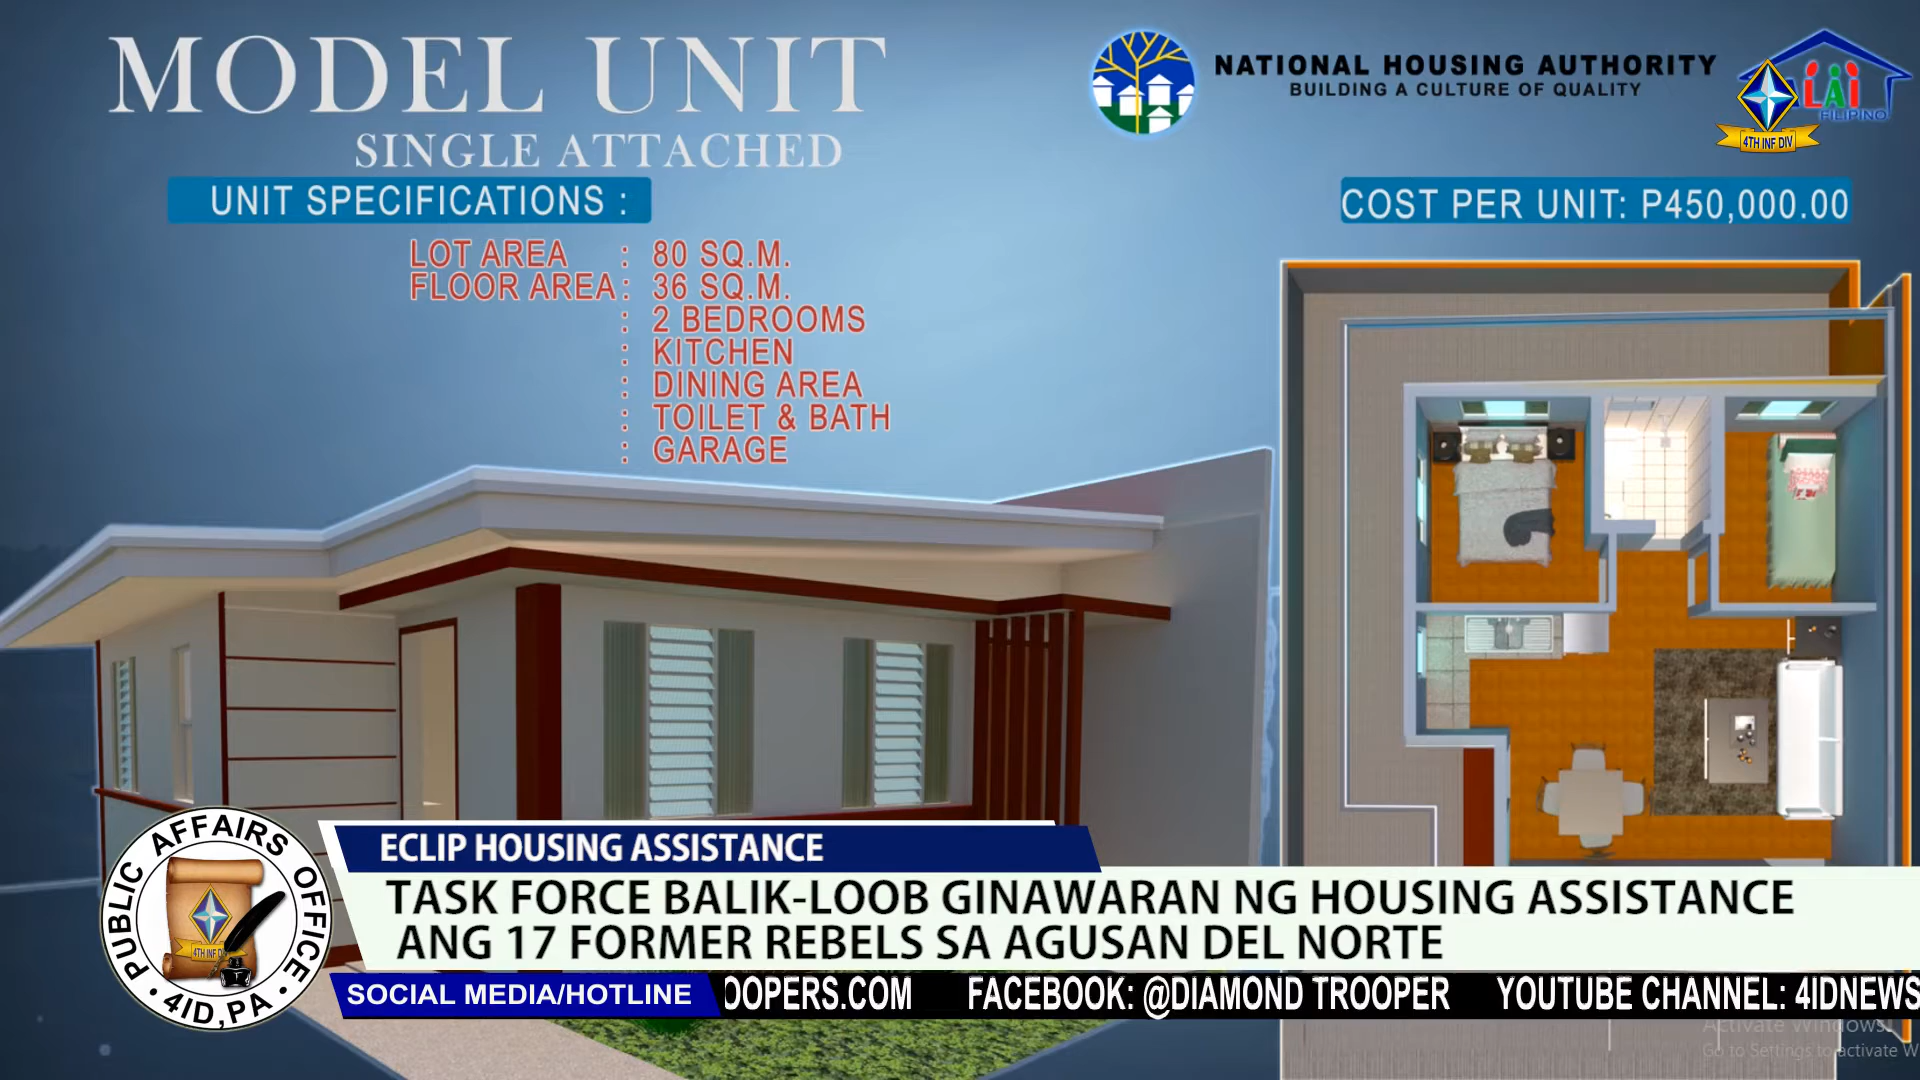 MODEL UNIT
SINGLE ATTACHED
NATIONAL HOUSING AUTHORITY
BUILDING A CULTURE OF QUALITY
FILIPINO
4TH INF DIV
UNIT SPECIFICATIONS :
COST PER UNIT: P450,000.00
LOT AREA : 80 SQ.M.
FLOOR AREA : 36 SQ.M.
: 2 BEDROOMS
: KITCHEN
: DINING AREA
: TOILET & BATH
: GARAGE
PUBLIC AFFAIRS OFFICE
4TH INF DIV
4ID,PA
ECLIP HOUSING ASSISTANCE
TASK FORCE BALIK-LOOB GINAWARAN NG HOUSING ASSISTANCE
ANG 17 FORMER REBELS SA AGUSAN DEL NORTE
SOCIAL MEDIA/HOTLINE OOPERS.COM FACEBOOK: @DIAMOND TROOPER YOUTUBE CHANNEL: 4IDNEWS
Activate Windows
Go to Settings to activate W